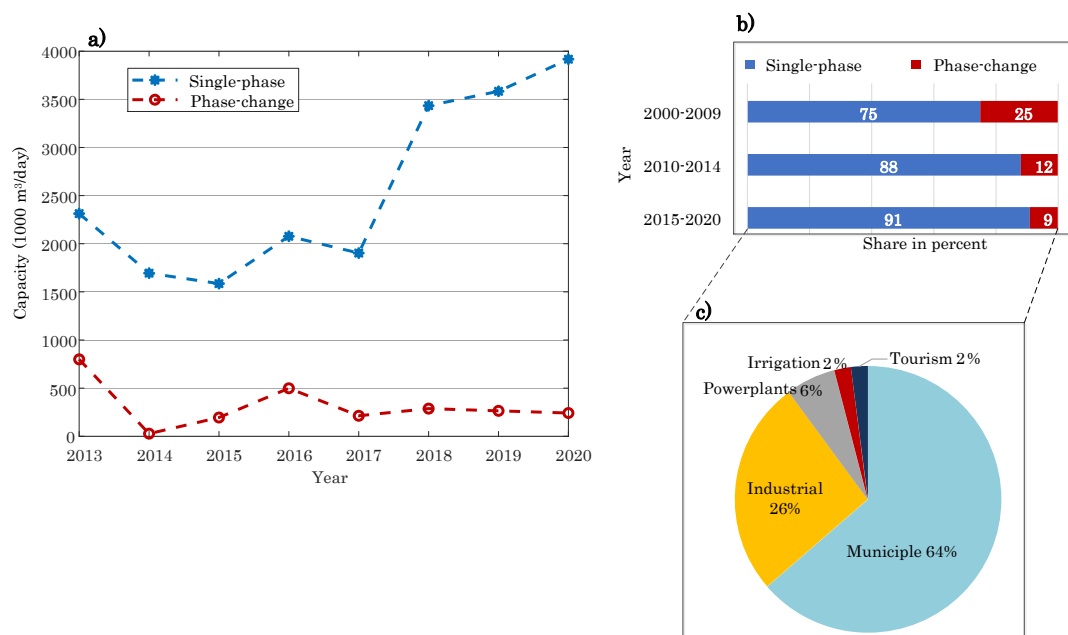 a)
Capacity (1000 m³/day)
4000
3500
3000
2500
2000
1500
1000
500
0
Single-phase
Phase-change
2013 2014 2015 2016 2017 2018 2019 2020
Year
b)
Single-phase Phase-change
Year
2000-2009 75 25
2010-2014 88 12
2015-2020 91 9
Share in percent
c)
Irrigation 2% Tourism 2%
Powerplants 6%
Industrial
26%
Municiple 64%